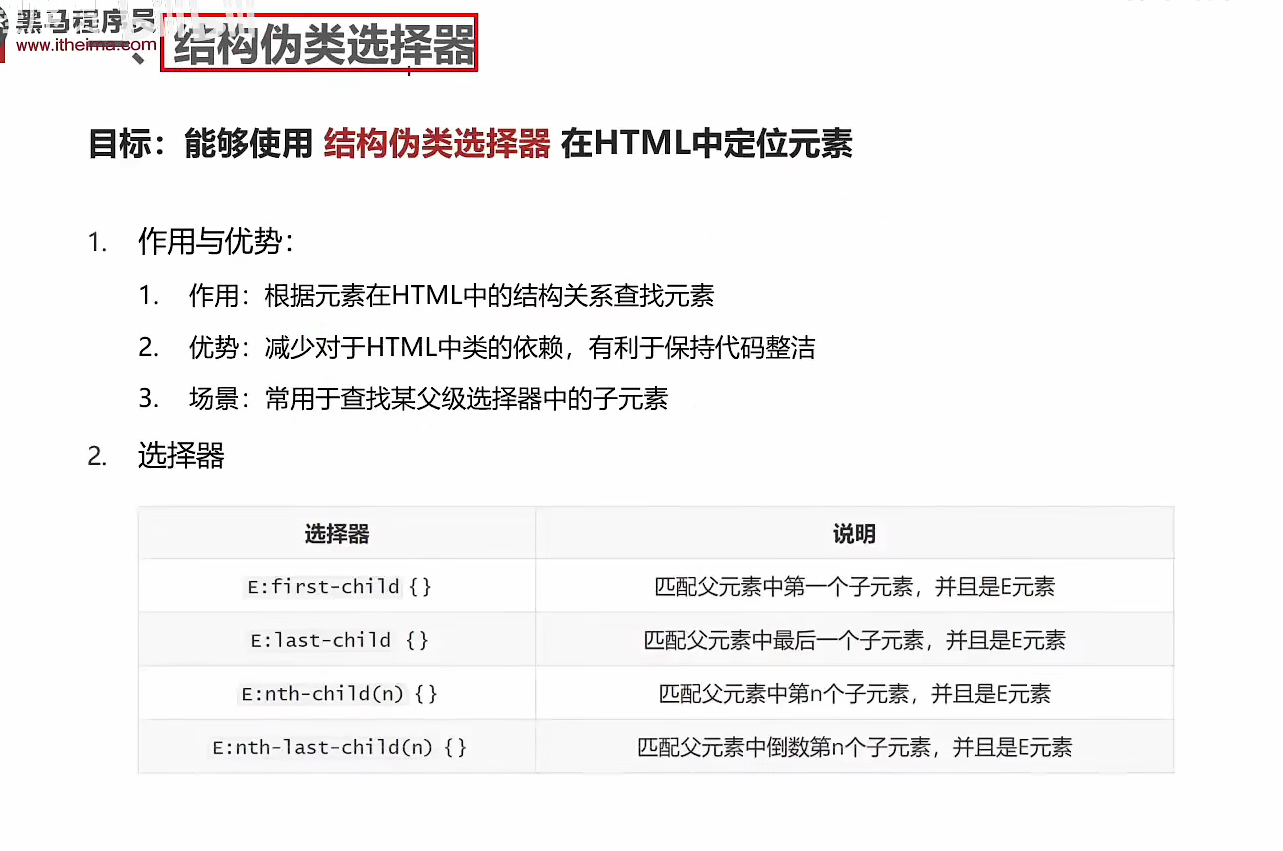 黑马程序员
www.itheima.com
一、结构伪类选择器
目标：能够使用 结构伪类选择器 在HTML中定位元素
1. 作用与优势：
1. 作用：根据元素在HTML中的结构关系查找元素
2. 优势：减少对于HTML中类的依赖，有利于保持代码整洁
3. 场景：常用于查找某父级选择器中的子元素
2. 选择器
选择器 说明
E:first-child {} 匹配父元素中第一个子元素，并且是E元素
E:last-child {} 匹配父元素中最后一个子元素，并且是E元素
E:nth-child(n) {} 匹配父元素中第n个子元素，并且是E元素
E:nth-last-child(n) {} 匹配父元素中倒数第n个子元素，并且是E元素